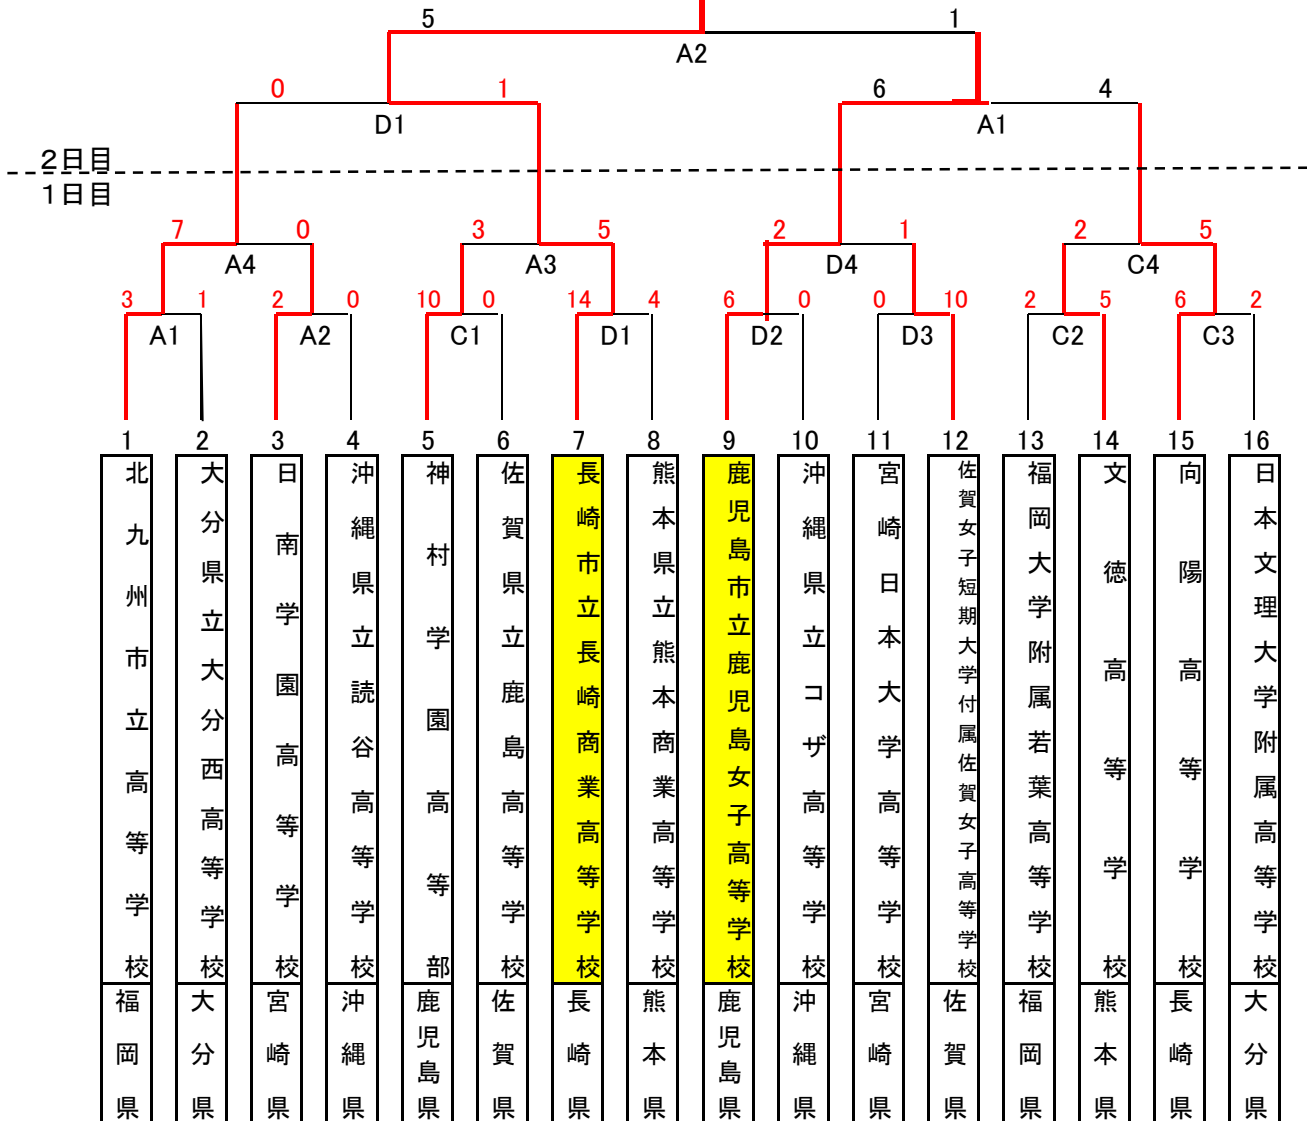 5 1
A2
0 1 6 4
D1 A1
2日目
1日目
7 0 3 5 2 1 2 5
A4 A3 D4 C4
3 1 2 0 10 0 14 4 6 0 0 10 2 5 6 2
A1 A2 C1 D1 D2 D3 C2 C3
1 2 3 4 5 6 7 8 9 10 11 12 13 14 15 16
北九州市立高等学校
大分県立大分西高等学校
日南学園高等学校
沖縄県立読谷高等学校
神村学園高等部
佐賀県立鹿島高等学校
長崎市立長崎商業高等学校
熊本県立熊本商業高等学校
鹿児島市立鹿児島女子高等学校
沖縄県立コザ高等学校
宮崎日本大学高等学校
佐賀女子短期大学付属佐賀女子高等学校
福岡大学附属若葉高等学校
文徳高等学校
向陽高等学校
日本文理大学附属高等学校
福岡県
大分県
宮崎県
沖縄県
鹿児島県
佐賀県
長崎県
熊本県
鹿児島県
沖縄県
宮崎県
佐賀県
福岡県
熊本県
長崎県
大分県